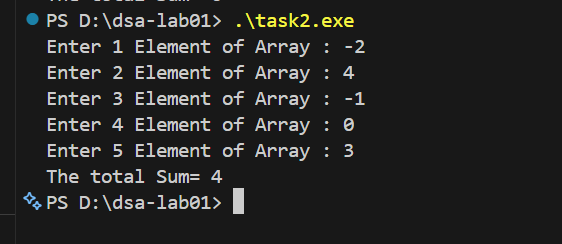 PS D:\dsa-lab01> .\task2.exe
Enter 1 Element of Array : -2
Enter 2 Element of Array : 4
Enter 3 Element of Array : -1
Enter 4 Element of Array : 0
Enter 5 Element of Array : 3
The total Sum= 4
PS D:\dsa-lab01>